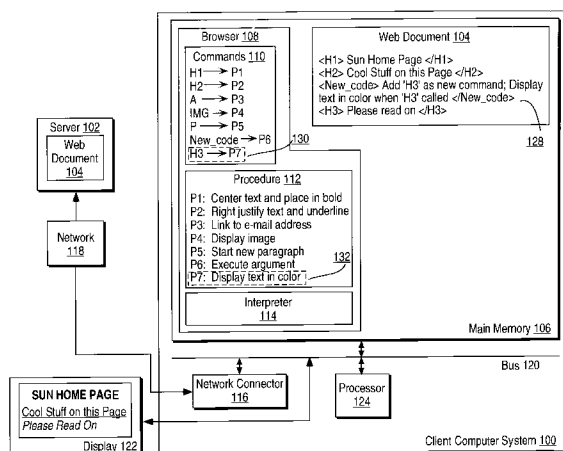 Browser 108
Commands 110
H1 → P1
H2 → P2
A → P3
!MG → P4
P → P5
New_code → P6
H3 → P7
130
Web Document 104
<H1> Sun Home Page </H1>
<H2> Cool Stuff on this Page </H2>
<New_code> Add 'H3' as new command; Display
text in color when 'H3' called </New_code>
<H3> Please read on </H3>
128
Server 102
Web
Document
104
Network
118
Procedure 112
P1: Center text and place in bold
P2: Right justify text and underline
P3: Link to e-mail address
P4: Display image
P5: Start new paragraph
P6: Execute argument
P7: Display text in color
132
Interpreter
114
Main Memory 106
Bus 120
Network Connector
116
Processor
124
SUN HOME PAGE
Cool Stuff on this Page
Please Read On
Display 122
Client Computer System 100